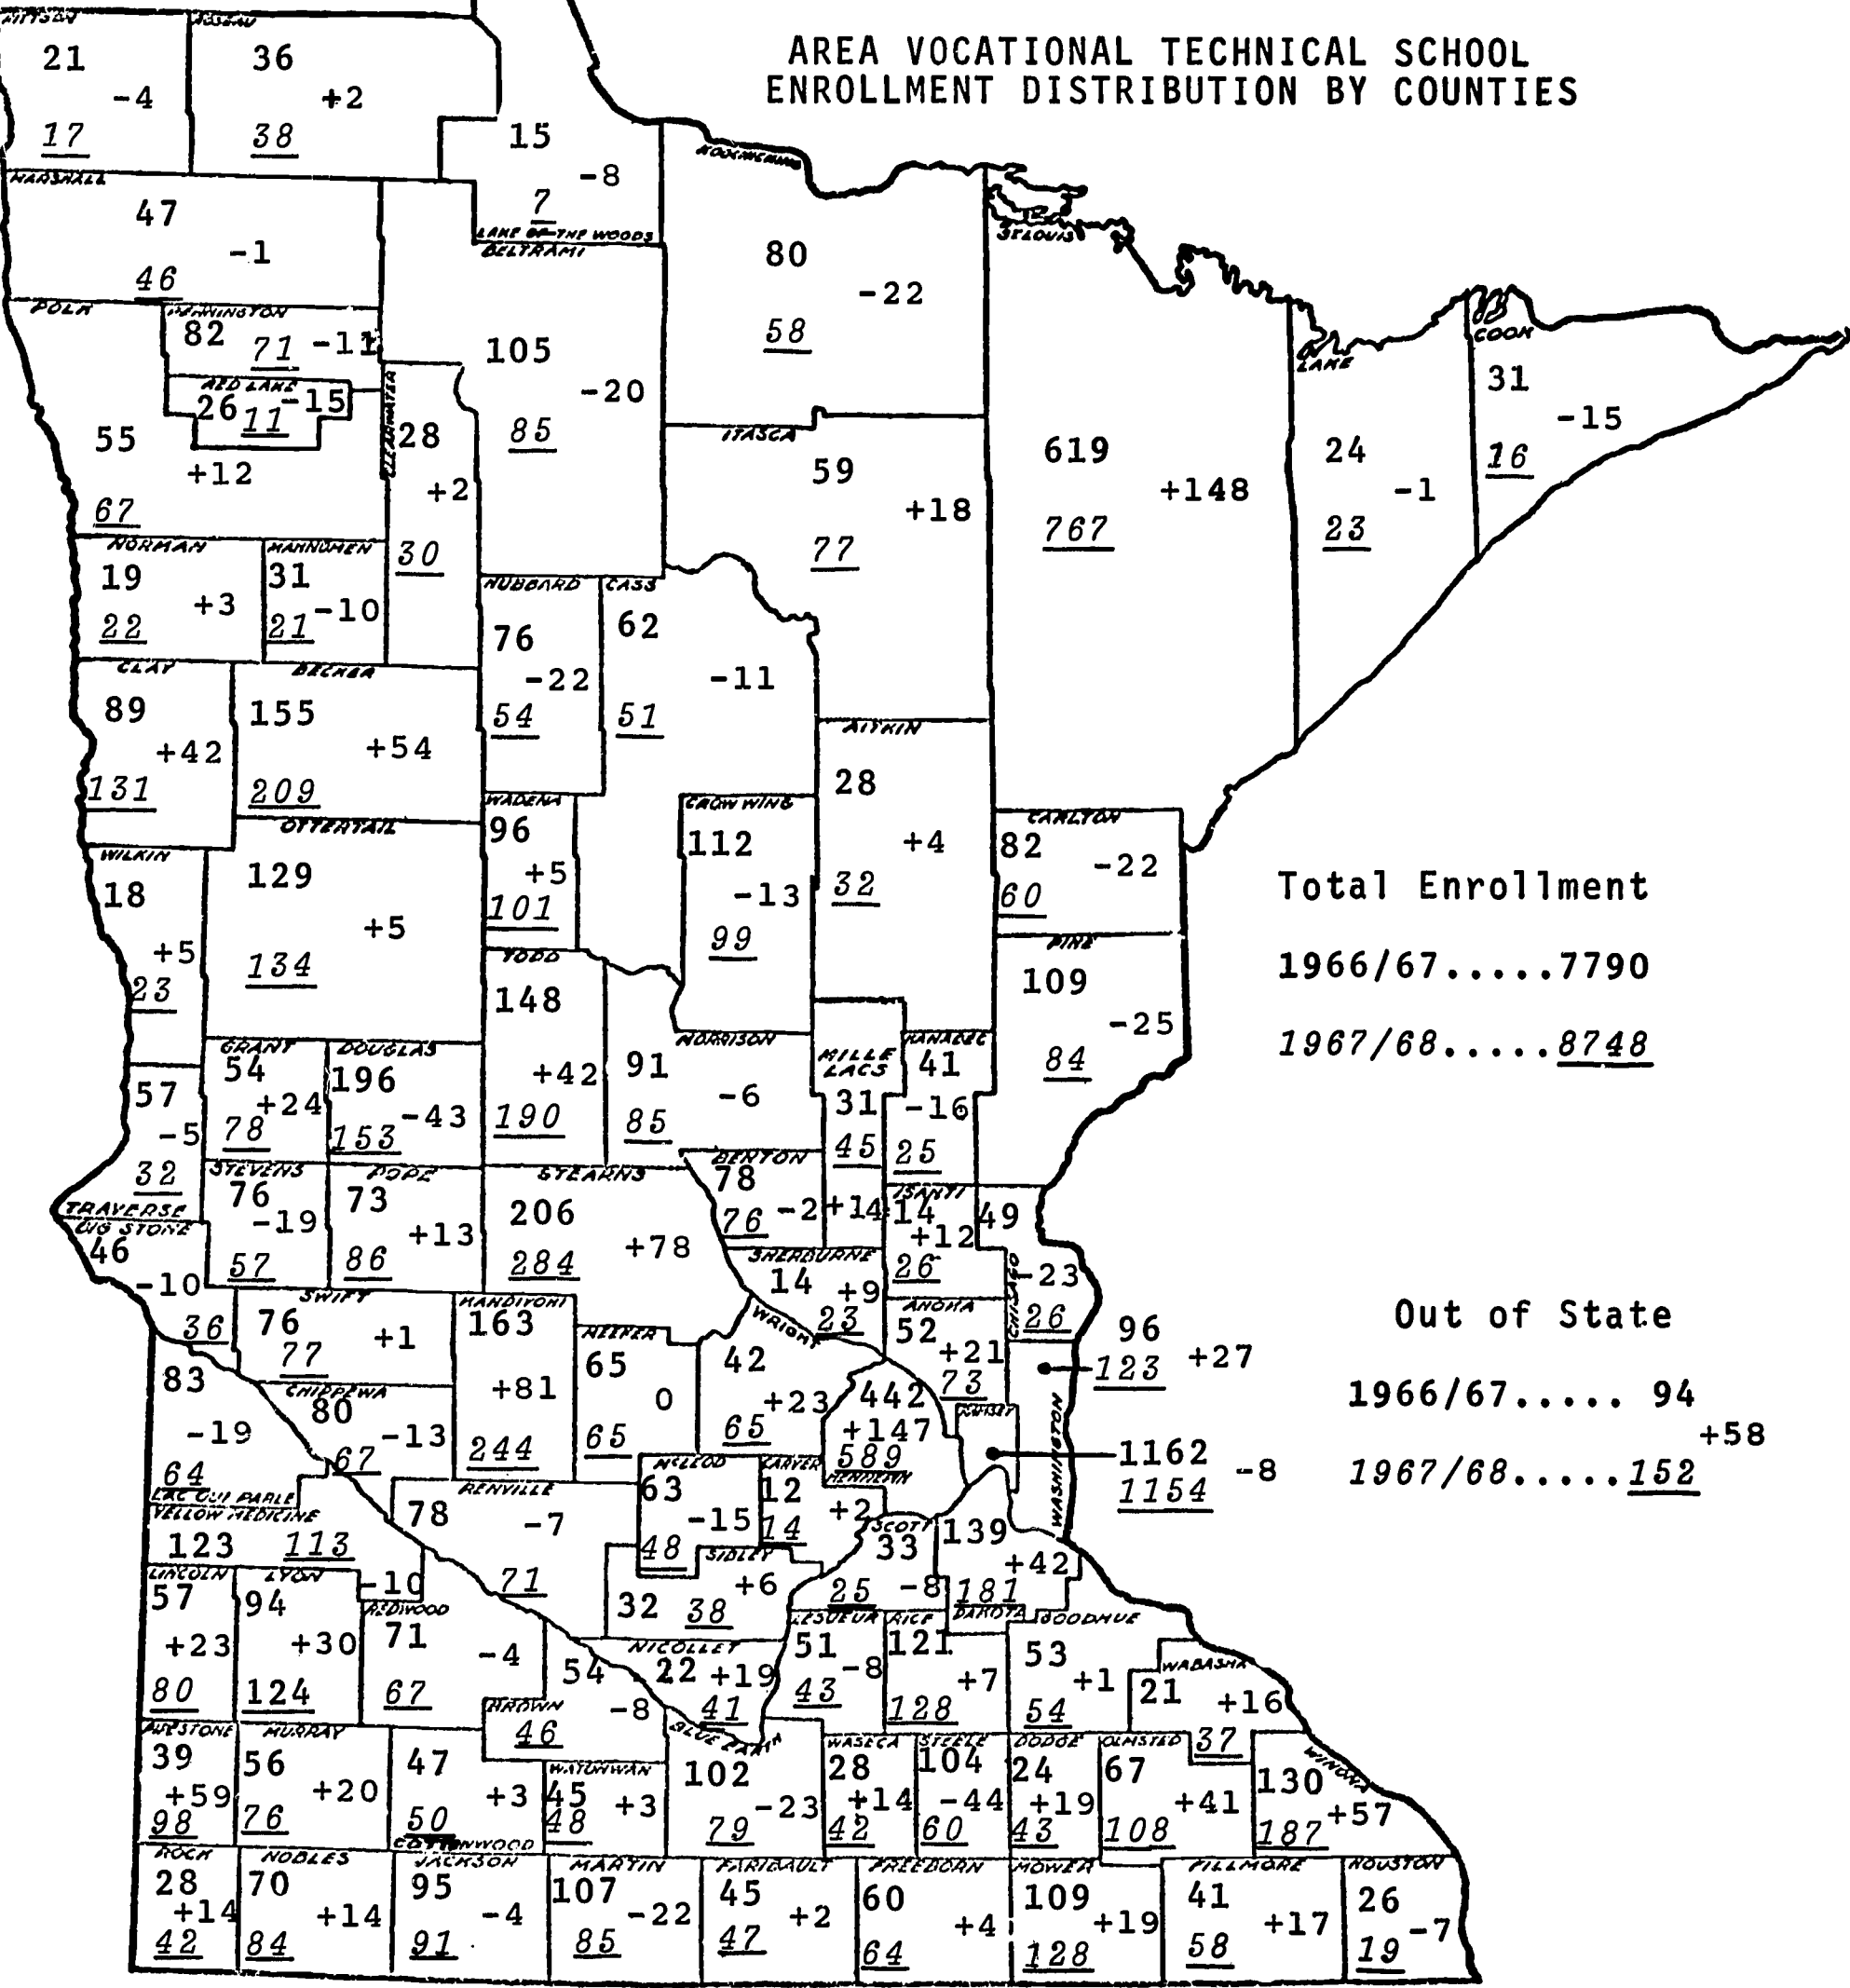 AREA VOCATIONAL TECHNICAL SCHOOL
ENROLLMENT DISTRIBUTION BY COUNTIES
KITTSON
21
-4
17
ROSEAU
36
+2
38
15
-8
7
LAKE OF THE WOODS
KOOCHICHING
80
-22
58
MARSHALL
47
-1
46
BELTRAMI
105
-20
85
ST LOUIS
619
+148
767
LAKE
24
-1
23
COOK
31
-15
16
POLK
55
+12
67
PENNINGTON
82
71
-11
RED LAKE
26
-15
11
CLEARWATER
28
+2
30
ITASCA
59
+18
77
NORMAN
19
+3
22
MAHNOMEN
31
-10
21
HUBBARD
76
-22
54
CASS
62
-11
51
CLAY
89
+42
131
BECKER
155
+54
209
AITKIN
28
+4
32
WADENA
96
+5
101
CROW WING
112
-13
99
CARLTON
82
-22
60
WILKIN
18
+5
23
OTTERTAIL
129
+5
134
Total Enrollment
1966/67.....7790
1967/68.....8748
PINE
109
-25
84
TODD
148
+42
190
MORRISON
91
-6
85
MILLE
LACS
31
45
+14
KANABEC
41
-16
25
GRANT
54
+24
78
DOUGLAS
196
-43
153
57
-5
32
TRAVERSE
STEVENS
76
-19
57
POPE
73
+13
86
STEARNS
206
284
+78
BENTON
78
76
-2
ISANTI
14
+12
26
49
CHISAGO
-23
26
BIG STONE
46
-10
36
SHERBURNE
14
+9
23
SWIFT
76
+1
77
KANDIYOHI
163
+81
244
MEEKER
65
0
65
WRIGHT
42
+23
65
ANOKA
52
+21
73
96
+27
123
WASHINGTON
Out of State
1966/67..... 94
+58
1967/68.....152
83
-19
64
LAC QUI PARLE
CHIPPEWA
80
-13
67
442
+147
589
HENNEPIN
RAMSEY
1162
-8
1154
YELLOW MEDICINE
123
113
-10
RENVILLE
78
-7
71
MCLEOD
63
-15
48
CARVER
12
14
+2
SCOTT
33
-8
25
139
+42
181
DAKOTA
SIBLEY
+6
32
38
LINCOLN
57
+23
80
LYON
94
+30
124
REDWOOD
71
-4
67
NICOLLET
22
+19
41
LESUEUR
51
-8
43
RICE
121
+7
128
GOODHUE
53
+1
54
WABASHA
21
+16
37
BROWN
54
-8
46
PIPESTONE
39
+59
98
MURRAY
56
+20
76
47
+3
50
COTTONWOOD
WATONWAN
45
+3
48
BLUE EARTH
102
-23
79
WASECA
28
+14
42
STEELE
104
-44
60
DODGE
24
+19
43
OLMSTED
67
+41
108
WINONA
130
+57
187
ROCK
28
+14
42
NOBLES
70
+14
84
JACKSON
95
-4
91
MARTIN
107
-22
85
FARIBAULT
45
+2
47
FREEBORN
60
+4
64
MOWER
109
+19
128
FILLMORE
41
+17
58
HOUSTON
26
-7
19